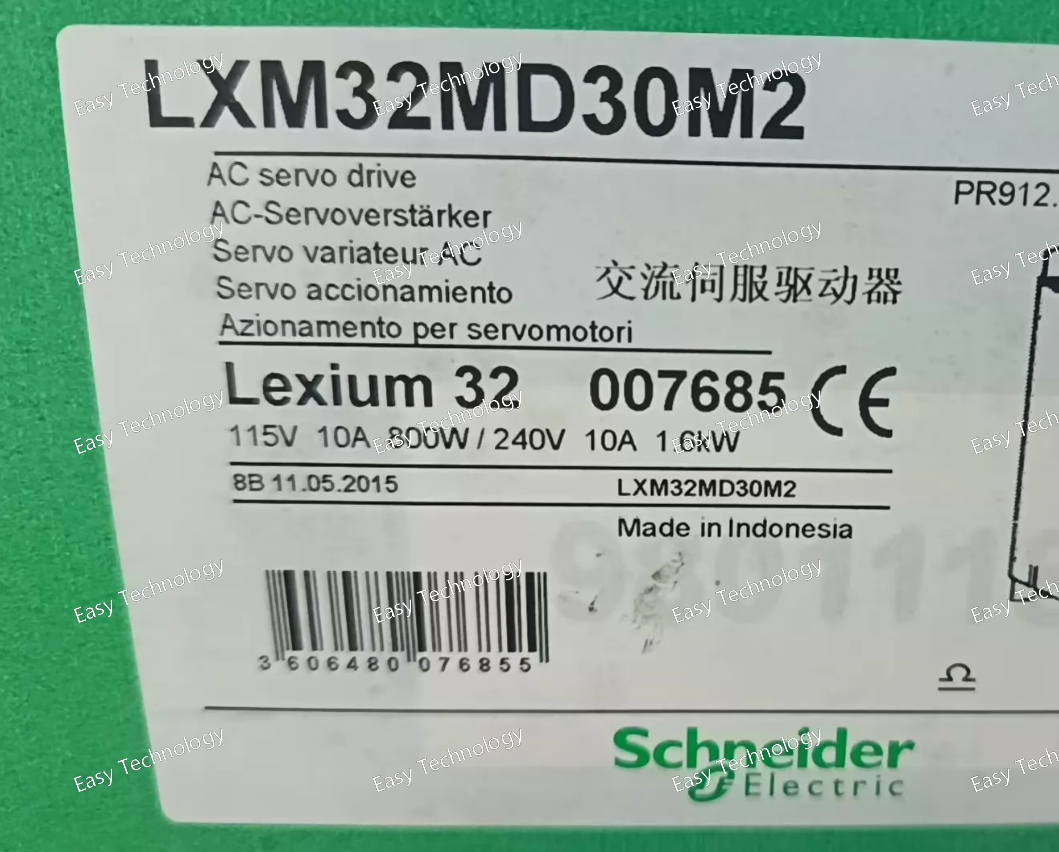 LXM32MD30M2
AC servo drive
PR912.
AC-Servoverstärker
Servo variateur AC
Servo accionamiento
交流伺服驱动器
Azionamento per servomotori
Lexium 32 007685 CE
115V 10A 800W / 240V 10A 1.6kW
8B 11.05.2015 LXM32MD30M2
Made in Indonesia
3 606480 076855
Schneider
Electric
Easy Technology